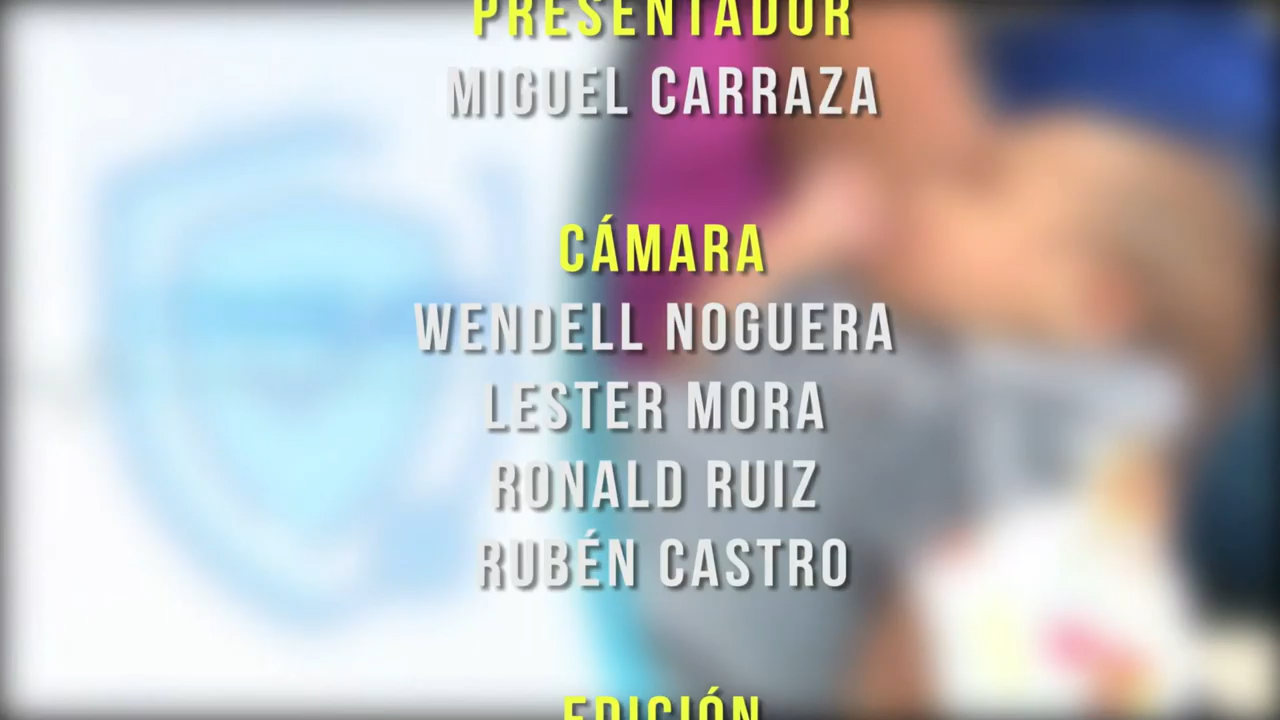 PRESENTADOR
MIGUEL CARRAZA
CÁMARA
WENDELL NOGUERA
LESTER MORA
RONALD RUIZ
RUBÉN CASTRO
EDICIÓN